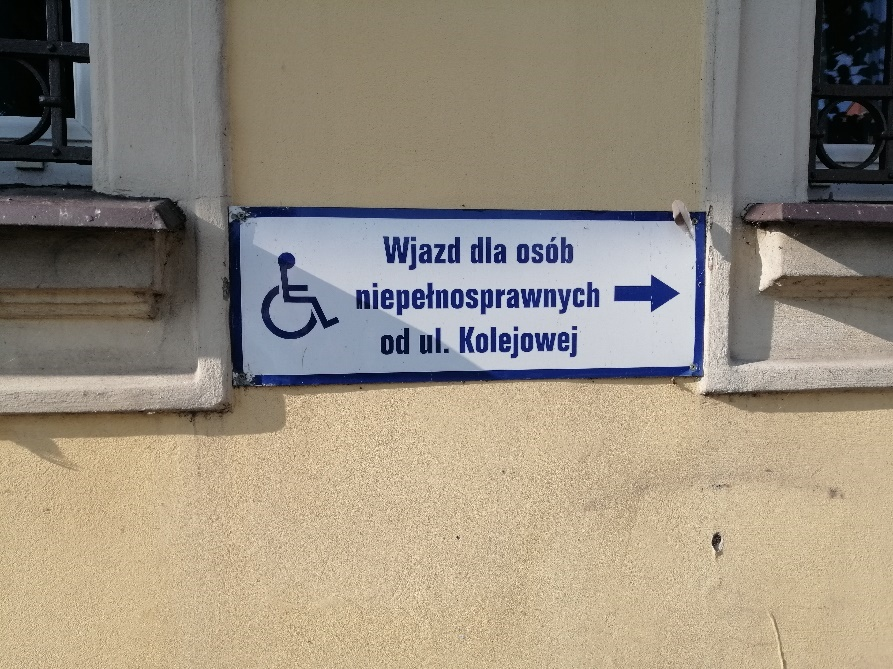 Wjazd dla osób
niepełnosprawnych
od ul. Kolejowej